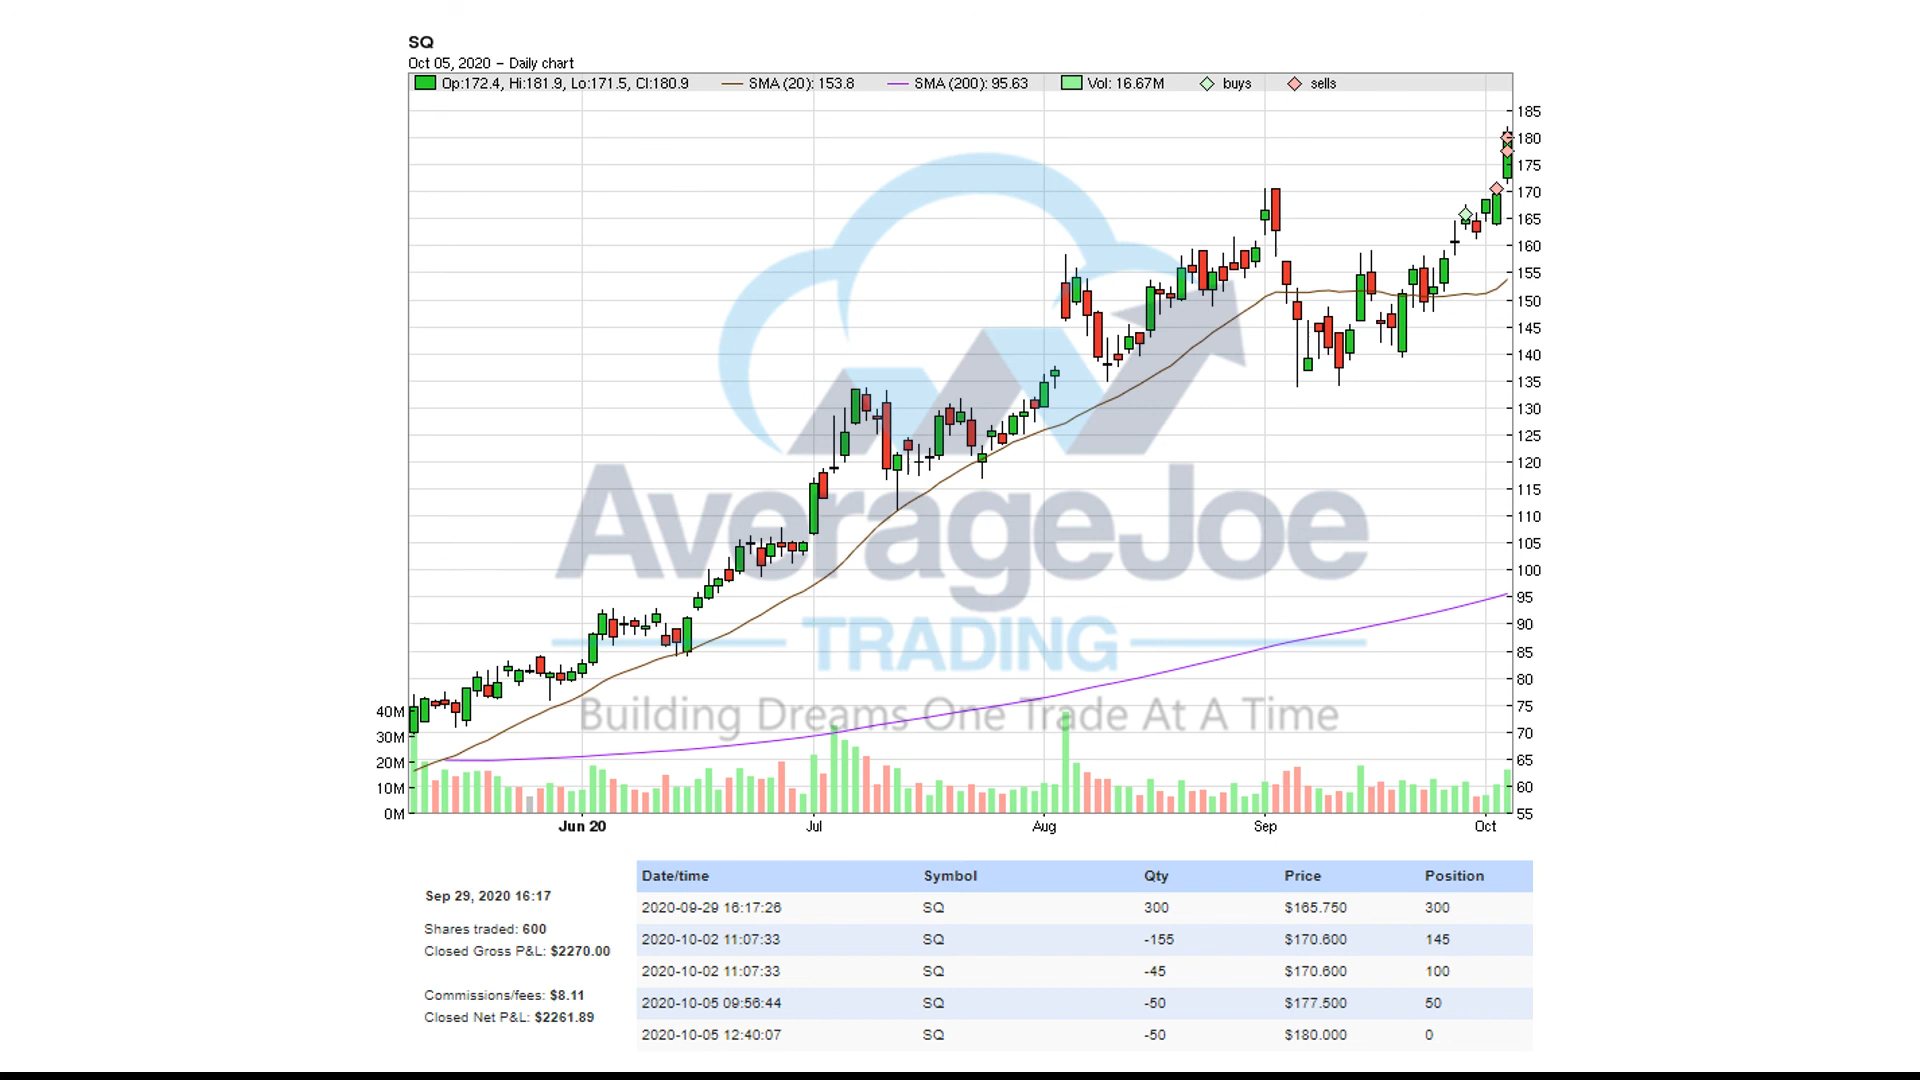 SQ
Oct 05, 2020 – Daily chart
Op:172.4, Hi:181.9, Lo:171.5, Cl:180.9 SMA (20): 153.8 SMA (200): 95.63 Vol: 16.67M buys sells
185
180
175
170
165
160
155
150
145
140
135
130
125
120
115
110
105
100
95
90
85
80
75
70
65
60
55
40M
30M
20M
10M
0M
AverageJoe
TRADING
Building Dreams One Trade At A Time
Jun 20 Jul Aug Sep Oct
Sep 29, 2020 16:17
Shares traded: 600
Closed Gross P&L: $2270.00
Commissions/fees: $8.11
Closed Net P&L: $2261.89
Date/time Symbol Qty Price Position
2020-09-29 16:17:26 SQ 300 $165.750 300
2020-10-02 11:07:33 SQ -155 $170.600 145
2020-10-02 11:07:33 SQ -45 $170.600 100
2020-10-05 09:56:44 SQ -50 $177.500 50
2020-10-05 12:40:07 SQ -50 $180.000 0